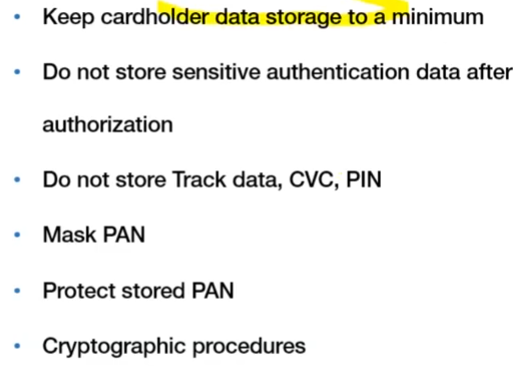 • Keep cardholder data storage to a minimum
• Do not store sensitive authentication data after
authorization
• Do not store Track data, CVC, PIN
• Mask PAN
• Protect stored PAN
• Cryptographic procedures